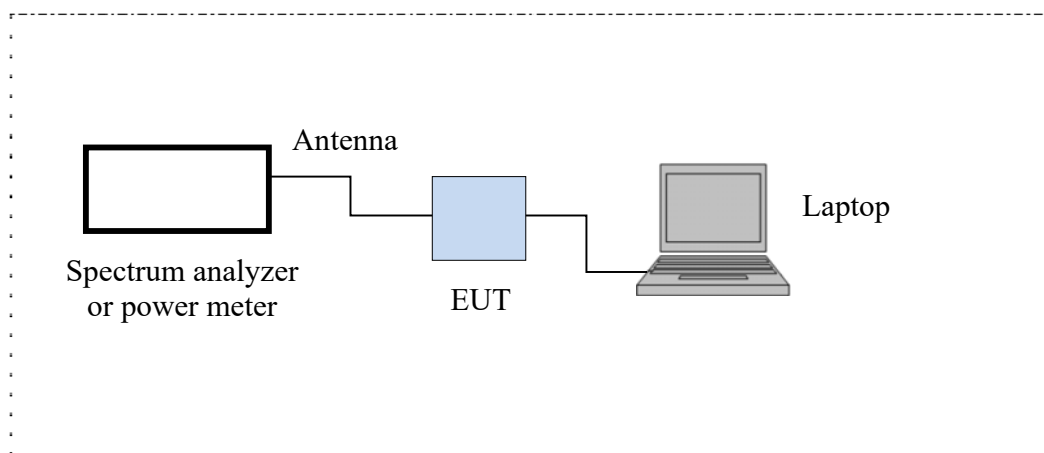 Antenna
Laptop
Spectrum analyzer
or power meter
EUT